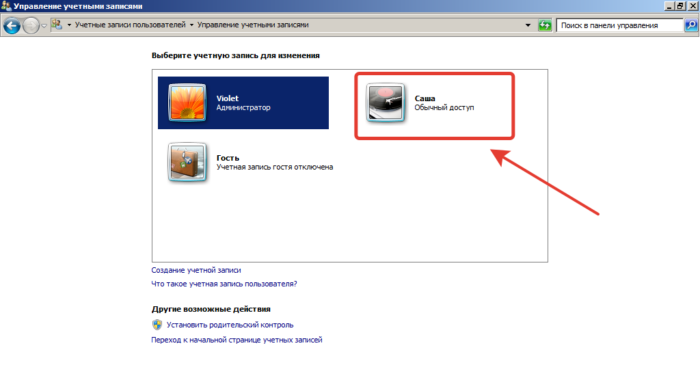 Управление учетными записями
Учетные записи пользователей
Управление учетными записями
Поиск в панели управления
Выберите учетную запись для изменения
Violet
Администратор
Саша
Обычный доступ
Гость
Учетная запись гостя отключена
Создание учетной записи
Что такое учетная запись пользователя?
Другие возможные действия
Установить родительский контроль
Переход к начальной странице учетных записей